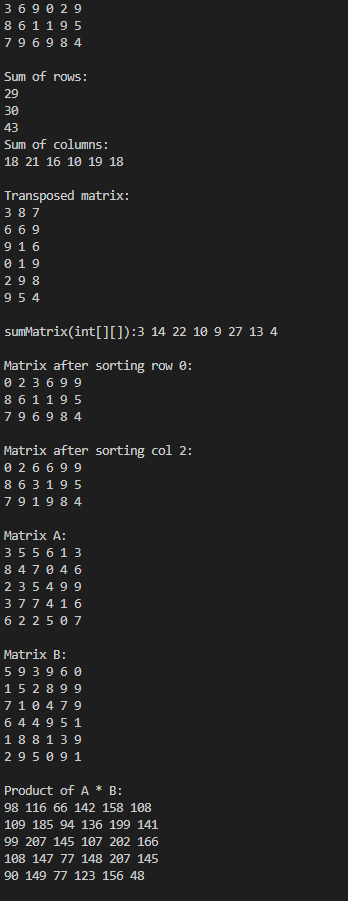 3 6 9 0 2 9
8 6 1 1 9 5
7 9 6 9 8 4
Sum of rows:
29
30
43
Sum of columns:
18 21 16 10 19 18
Transposed matrix:
3 8 7
6 6 9
9 1 6
0 1 9
2 9 8
9 5 4
sumMatrix(int[][]):3 14 22 10 9 27 13 4
Matrix after sorting row 0:
0 2 3 6 9 9
8 6 1 1 9 5
7 9 6 9 8 4
Matrix after sorting col 2:
0 2 6 6 9 9
8 6 3 1 9 5
7 9 1 9 8 4
Matrix A:
3 5 5 6 1 3
8 4 7 0 4 6
2 3 5 4 9 9
3 7 7 4 1 6
6 2 2 5 0 7
Matrix B:
5 9 3 9 6 0
1 5 2 8 9 9
7 1 0 4 7 9
6 4 4 9 5 1
1 8 8 1 3 9
2 9 5 0 9 1
Product of A * B:
98 116 66 142 158 108
109 185 94 136 199 141
99 207 145 107 202 166
108 147 77 148 207 145
90 149 77 123 156 48